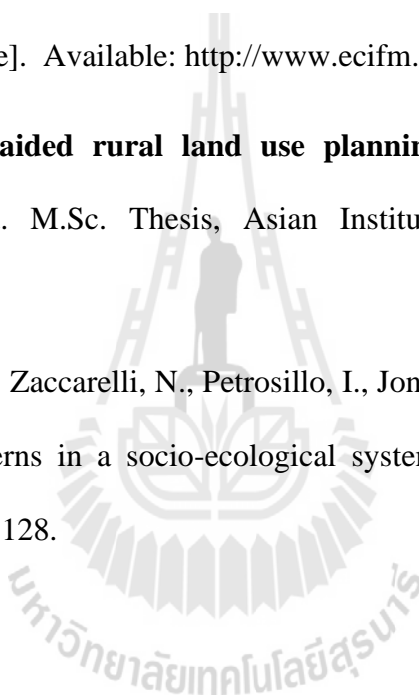 e]. Available: http://www.ecifm.
aided rural land use plannin
. M.Sc. Thesis, Asian Institu
Zaccarelli, N., Petrosillo, I., Jon
erns in a socio-ecological system
128.
มหาวิทยาลัยเทคโนโลยีสุรนารี